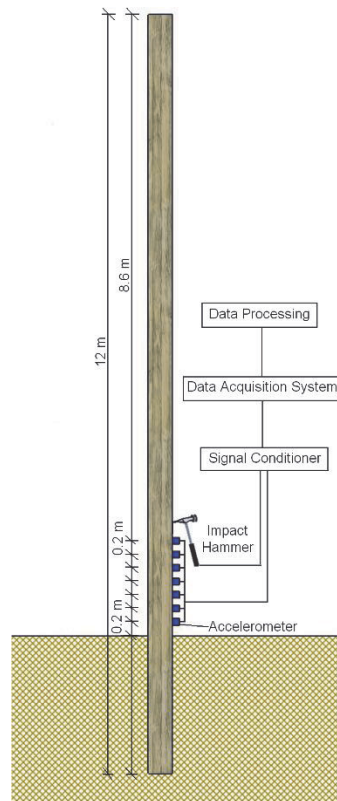 12 m
8.6 m
Data Processing
Data Acquisition System
Signal Conditioner
0.2 m
Impact
Hammer
0.2 m
Accelerometer